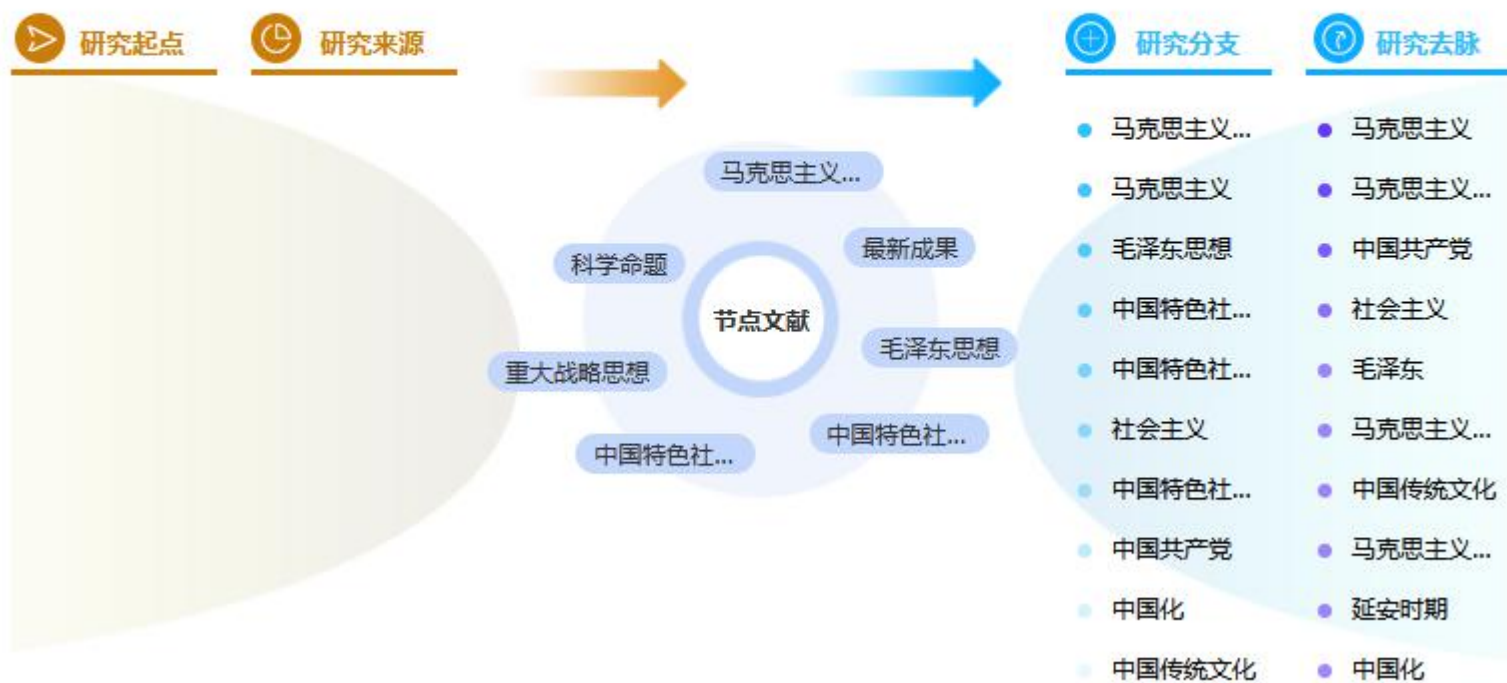 研究起点
研究来源
研究分支
研究去脉
马克思主义...
科学命题
最新成果
节点文献
毛泽东思想
重大战略思想
中国特色社...
中国特色社...
马克思主义...
马克思主义
毛泽东思想
中国特色社...
中国特色社...
社会主义
中国特色社...
中国共产党
中国化
中国传统文化
马克思主义
马克思主义...
中国共产党
社会主义
毛泽东
马克思主义...
中国传统文化
马克思主义...
延安时期
中国化